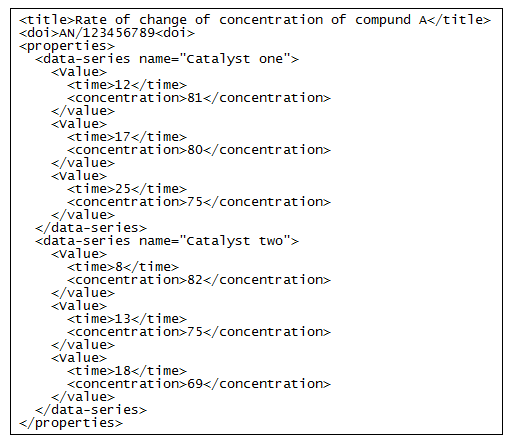 <title>Rate of change of concentration of compund A</title>
<doi>AN/123456789<doi>
<properties>
  <data-series name="Catalyst one">
    <Value>
      <time>12</time>
      <concentration>81</concentration>
    </value>
    <Value>
      <time>17</time>
      <concentration>80</concentration>
    </value>
    <Value>
      <time>25</time>
      <concentration>75</concentration>
    </value>
  </data-series>
  <data-series name="Catalyst two">
    <Value>
      <time>8</time>
      <concentration>82</concentration>
    </value>
    <Value>
      <time>13</time>
      <concentration>75</concentration>
    </value>
    <Value>
      <time>18</time>
      <concentration>69</concentration>
    </value>
  </data-series>
</properties>